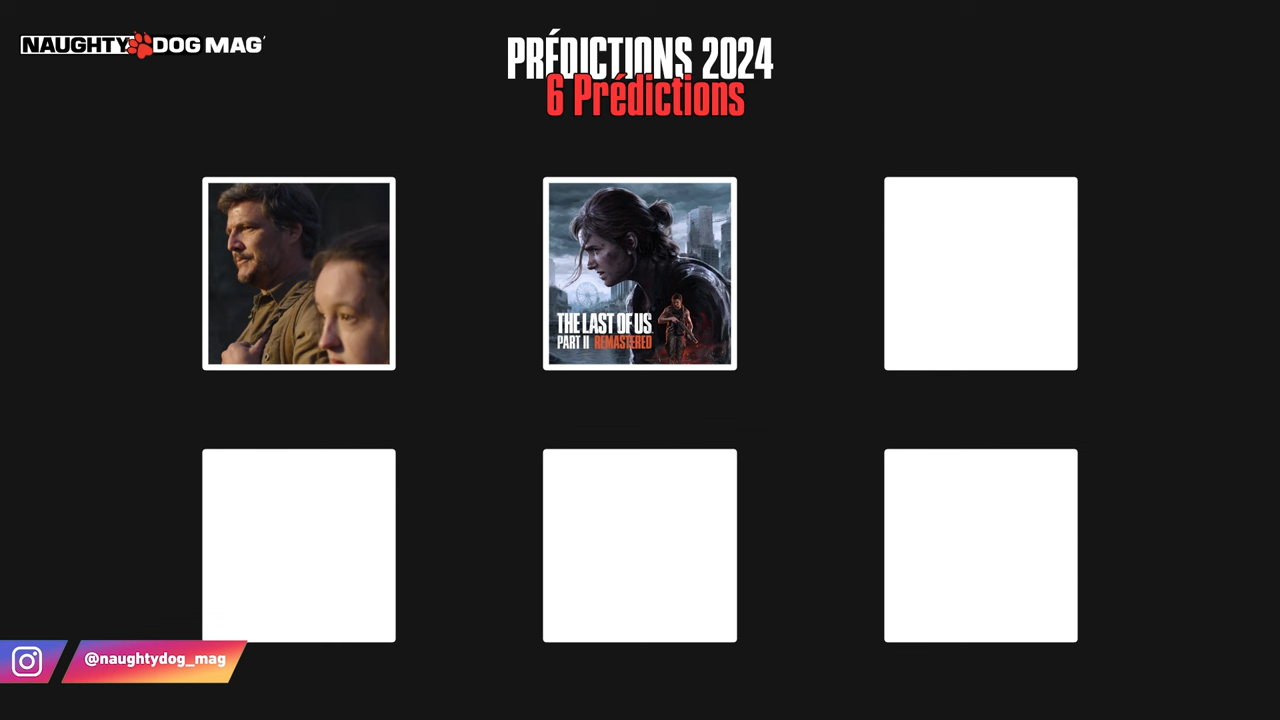 NAUGHTY DOG MAG'
PRÉDICTIONS 2024
6 Prédictions
THE LAST OF US
PART II REMASTERED
@naughtydog_mag